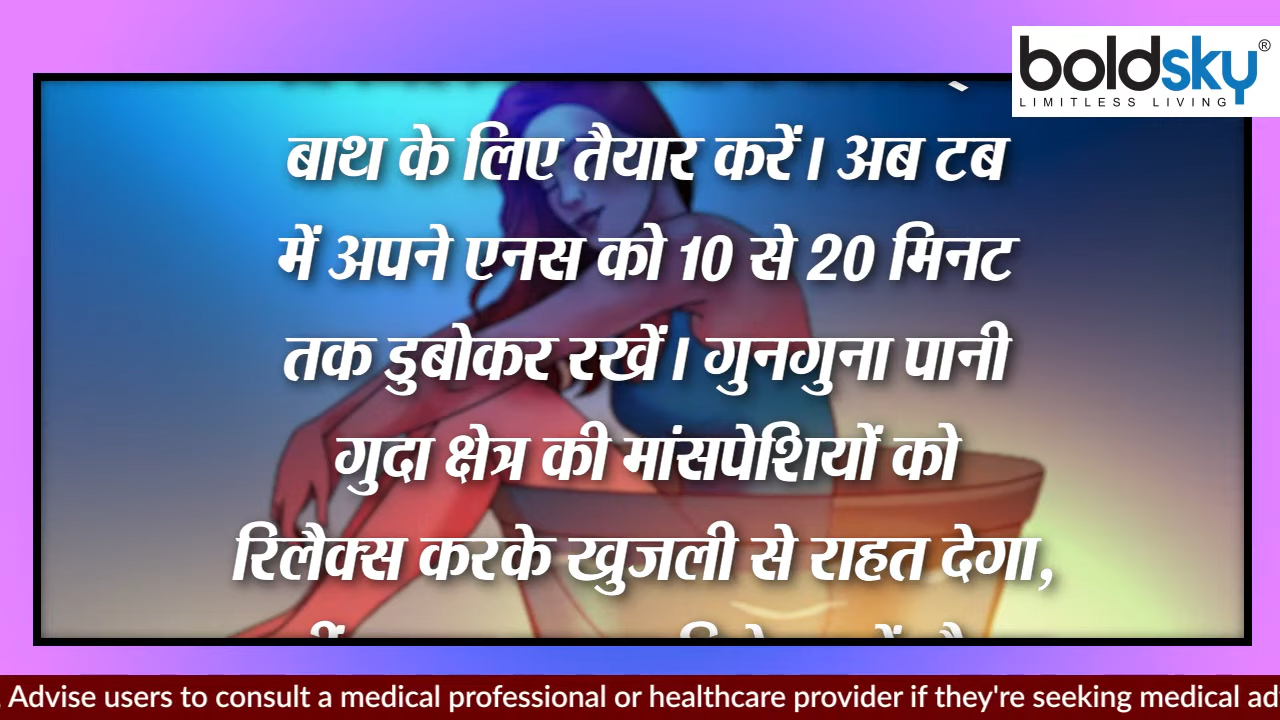 boldsky®
LIMITLESS LIVING
बाथ के लिए तैयार करें। अब टब
में अपने एनस को 10 से 20 मिनट
तक डुबोकर रखें। गुनगुना पानी
गुदा क्षेत्र की मांसपेशियों को
रिलैक्स करके खुजली से राहत देगा,
Advise users to consult a medical professional or healthcare provider if they're seeking medical ad